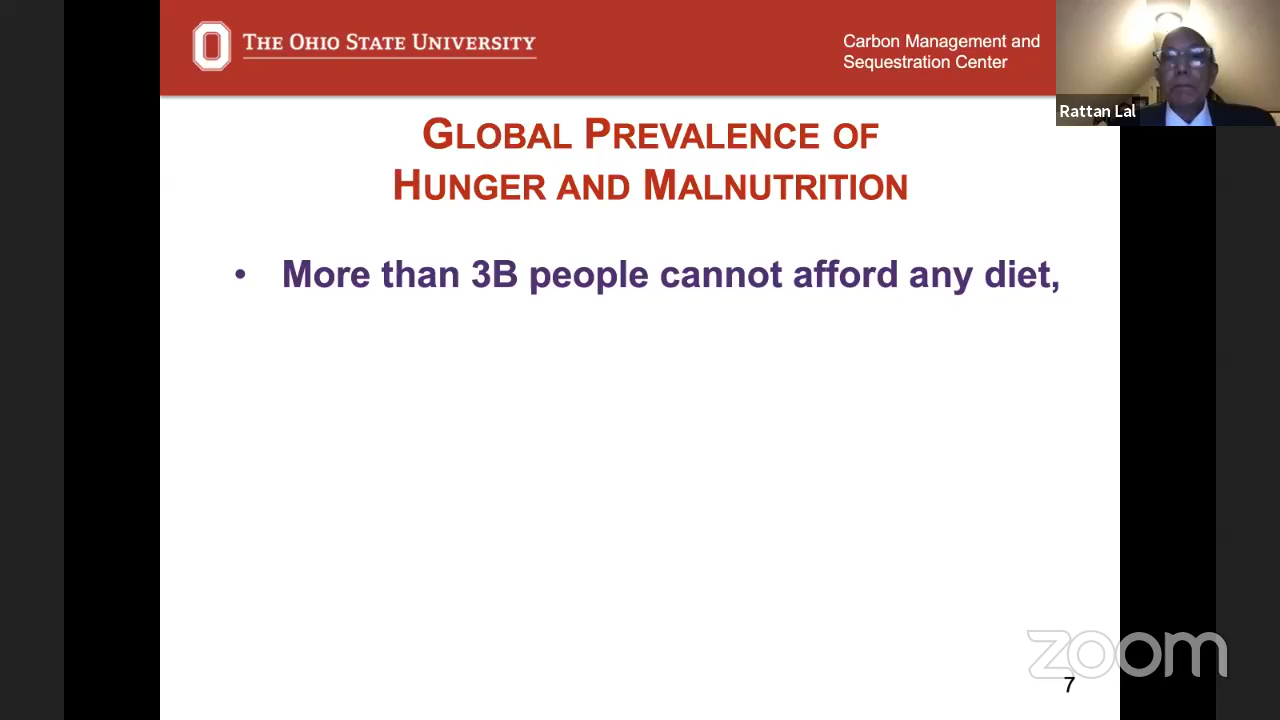 THE OHIO STATE UNIVERSITY
Carbon Management and
Sequestration Center
Rattan Lal
GLOBAL PREVALENCE OF
HUNGER AND MALNUTRITION
• More than 3B people cannot afford any diet,
zoom
7